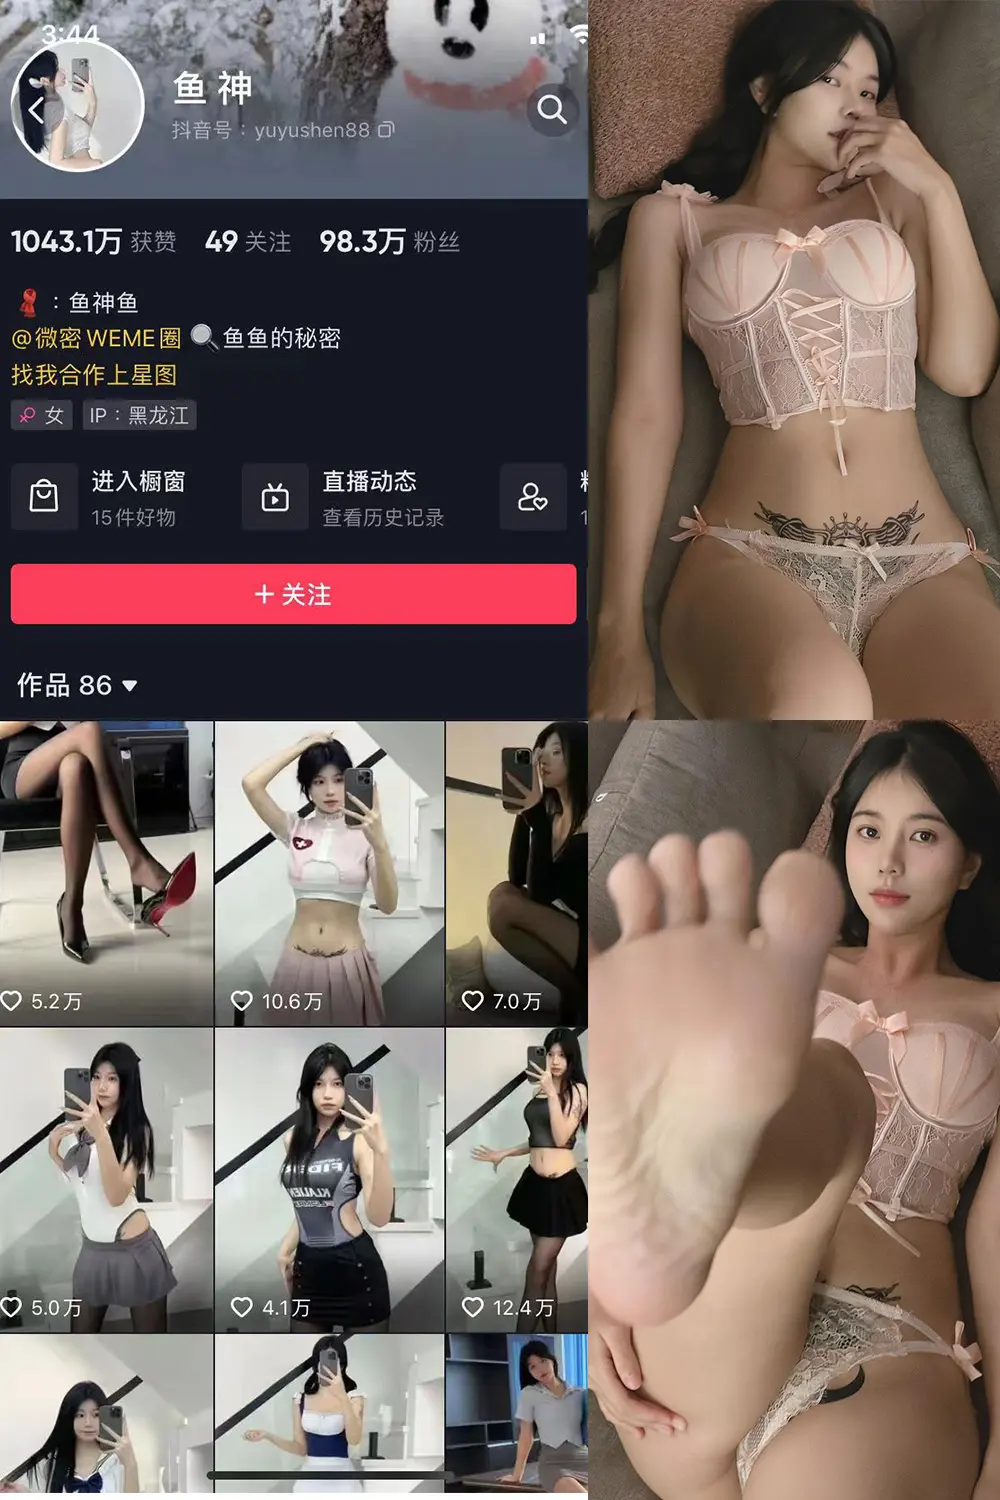 3:44
鱼 神
抖音号：yuyushen88
1043.1万 获赞 49 关注 98.3万 粉丝
：鱼神鱼
@微密 WEME圈 鱼鱼的秘密
找我合作上星图
女 IP：黑龙江
进入橱窗
15件好物
直播动态
查看历史记录
+ 关注
作品 86
5.2万
10.6万
7.0万
5.0万
4.1万
12.4万